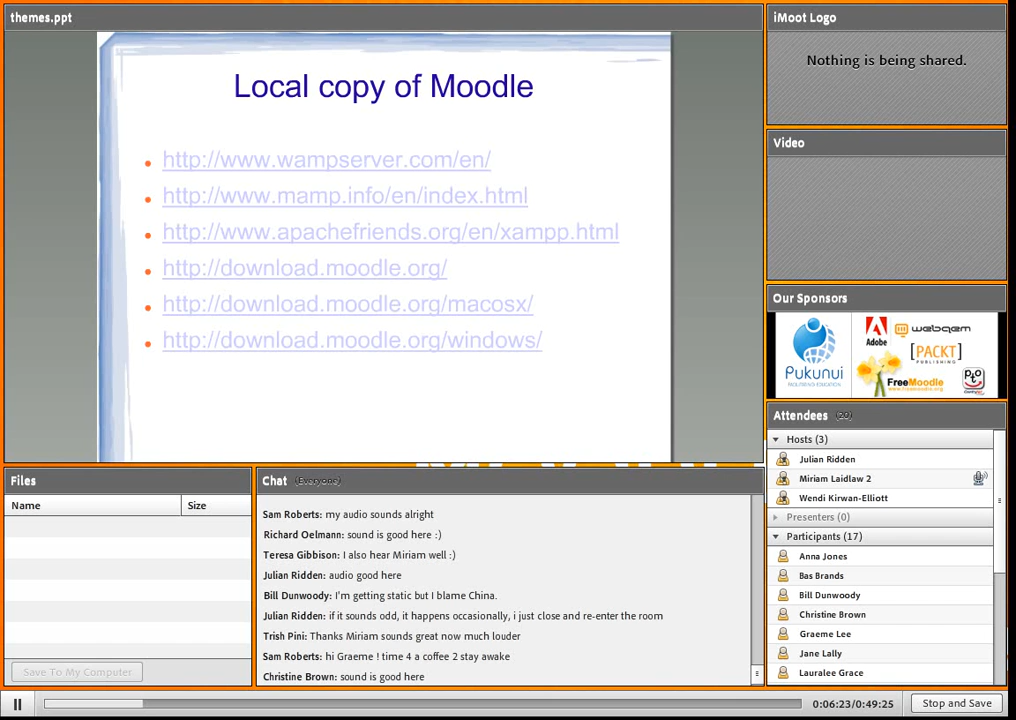 themes.ppt
Local copy of Moodle
• http://www.wampserver.com/en/
• http://www.mamp.info/en/index.html
• http://www.apachefriends.org/en/xampp.html
• http://download.moodle.org/
• http://download.moodle.org/macosx/
• http://download.moodle.org/windows/
iMoot Logo
Nothing is being shared.
Video
Our Sponsors
Pukunui
Adobe
webqem
[PACKT]
PUBLISHING
FreeMoodle
Attendees (20)
Hosts (3)
Julian Ridden
Miriam Laidlaw 2
Wendi Kirwan-Elliott
Presenters (0)
Participants (17)
Anna Jones
Bas Brands
Bill Dunwoody
Christine Brown
Graeme Lee
Jane Lally
Lauralee Grace
Files
Name Size
Save To My Computer
Chat (Everyone)
Sam Roberts: my audio sounds alright
Richard Oelmann: sound is good here :)
Teresa Gibbison: I also hear Miriam well :)
Julian Ridden: audio good here
Bill Dunwoody: I'm getting static but I blame China.
Julian Ridden: if it sounds odd, it happens occasionally, i just close and re-enter the room
Trish Pini: Thanks Miriam sounds great now much louder
Sam Roberts: hi Graeme ! time 4 a coffee 2 stay awake
Christine Brown: sound is good here
0:06:23/0:49:25
Stop and Save